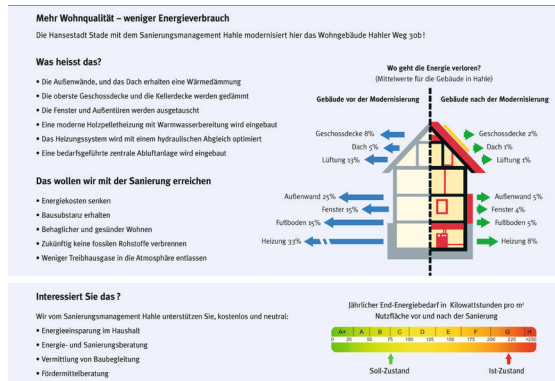 Mehr Wohnqualität – weniger Energieverbrauch
Die Hansestadt Stade mit dem Sanierungsmanagement Hahle modernisiert hier das Wohngebäude Hahler Weg 30b!
Was heisst das?
• Die Außenwände, und das Dach erhalten eine Wärmedämmung
• Die oberste Geschossdecke und die Kellerdecke werden gedämmt
• Die Fenster und Außentüren werden ausgetauscht
• Eine moderne Holzpelletheizung mit Warmwasserbereitung wird eingebaut
• Das Heizungssystem wird mit einem hydraulischen Abgleich optimiert
• Eine bedarfsgeführte zentrale Abluftanlage wird eingebaut
Das wollen wir mit der Sanierung erreichen
• Energiekosten senken
• Bausubstanz erhalten
• Behaglicher und gesünder Wohnen
• Zukünftig keine fossilen Rohstoffe verbrennen
• Weniger Treibhausgase in die Atmosphäre entlassen
Wo geht die Energie verloren?
(Mittelwerte für die Gebäude in Hahle)
Gebäude vor der Modernisierung
Gebäude nach der Modernisierung
Geschossdecke 8%
Geschossdecke 2%
Dach 5%
Dach 1%
Lüftung 13%
Lüftung 1%
Außenwand 25%
Außenwand 5%
Fenster 15%
Fenster 4%
Fußboden 15%
Fußboden 5%
Heizung 33%
Heizung 8%
Interessiert Sie das ?
Wir vom Sanierungsmanagement Hahle unterstützen Sie, kostenlos und neutral:
• Energieeinsparung im Haushalt
• Energie- und Sanierungsberatung
• Vermittlung von Baubegleitung
• Fördermittelberatung
Jährlicher End-Energiebedarf in Kilowattstunden pro m²
Nutzfläche vor und nach der Sanierung
A+ A B C D E F G H
0 25 50 75 100 125 150 175 200 225 >250
Soll-Zustand
Ist-Zustand